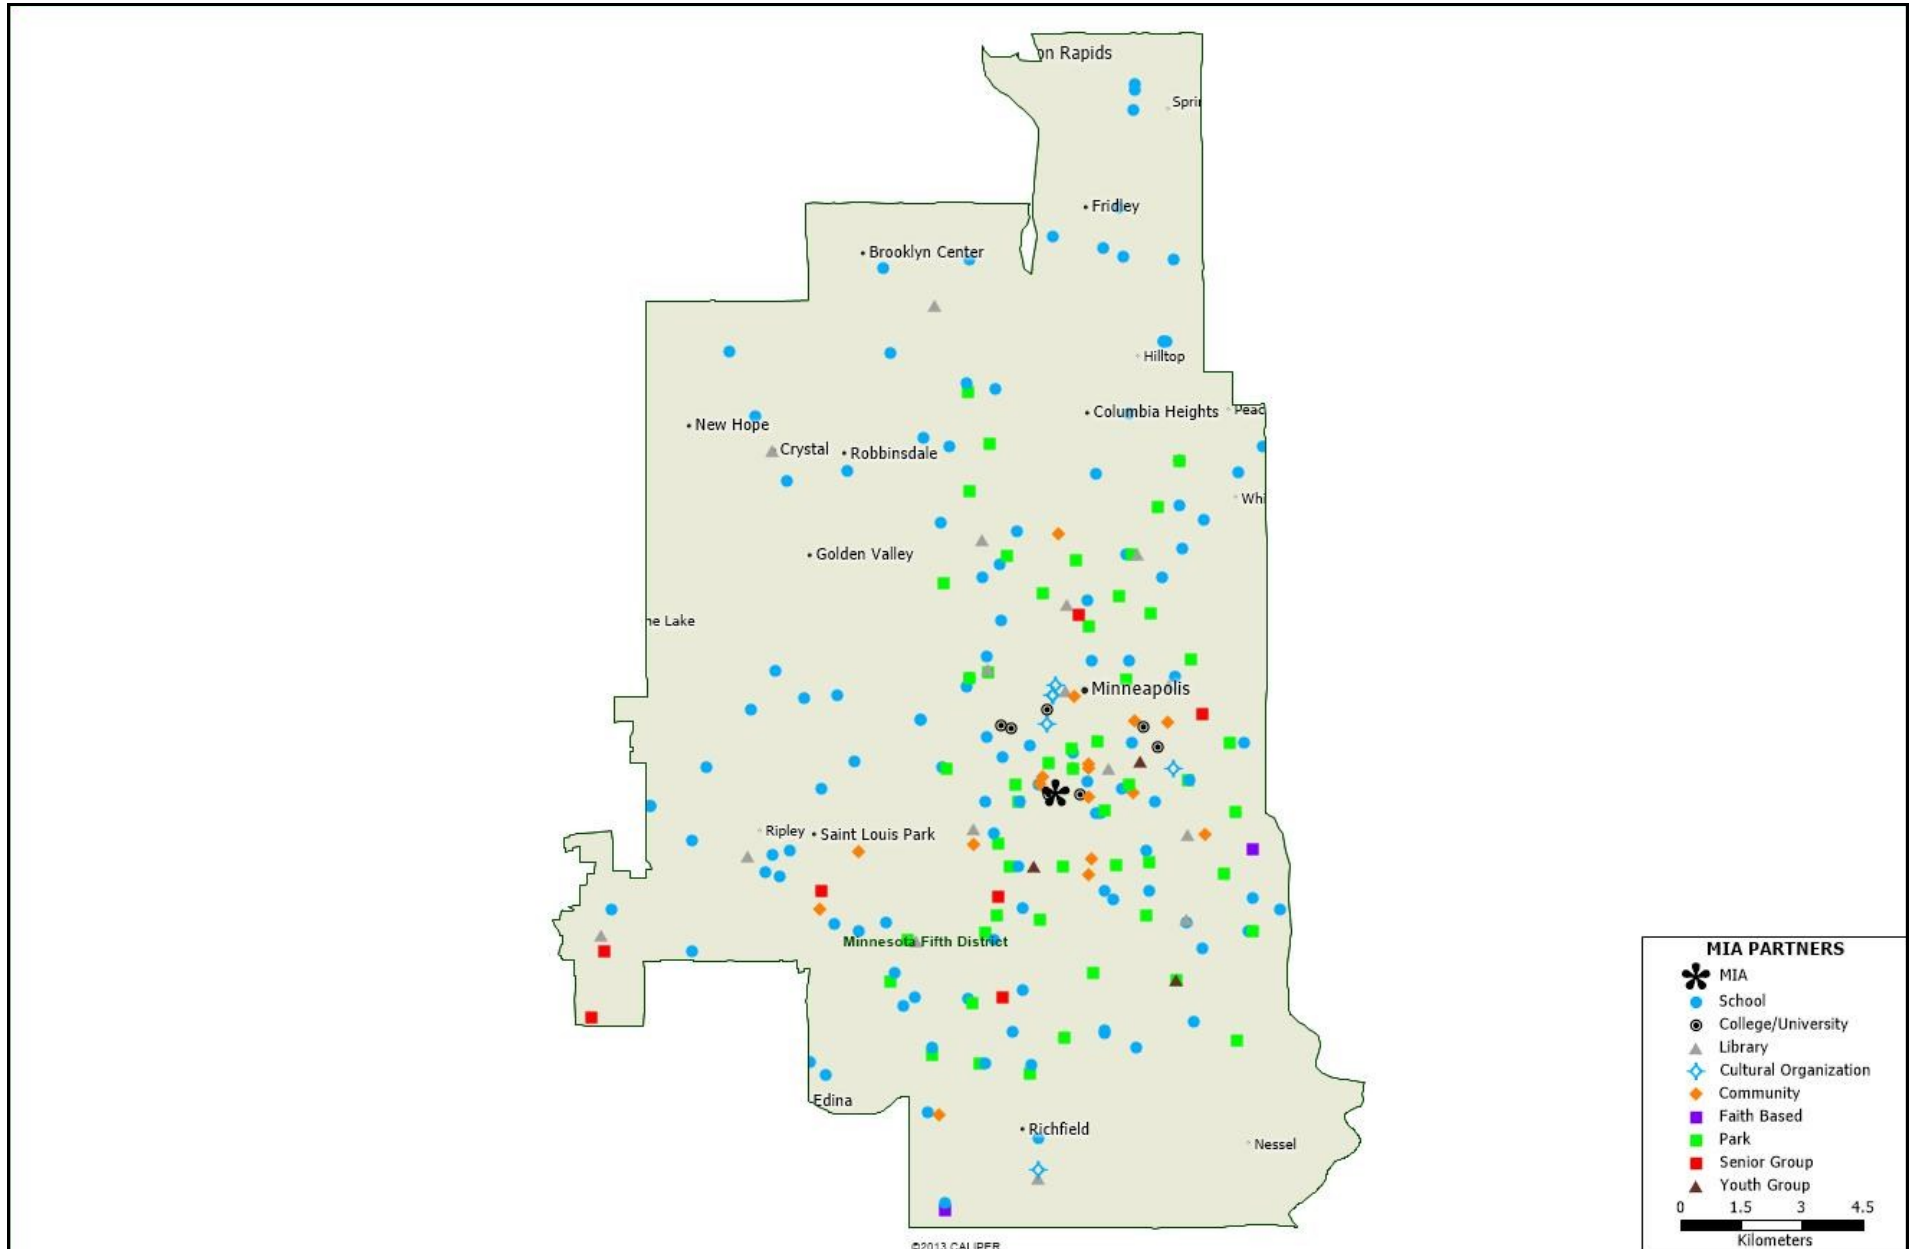 on Rapids
Sprin
Fridley
Brooklyn Center
Hilltop
Columbia Heights
Peac
New Hope
Crystal
Robbinsdale
Whi
Golden Valley
ne Lake
Minneapolis
Ripley
Saint Louis Park
Minnesota Fifth District
Edina
Richfield
Nessel
©2013 CALIPER
MIA PARTNERS
MIA
School
College/University
Library
Cultural Organization
Community
Faith Based
Park
Senior Group
Youth Group
0 1.5 3 4.5
Kilometers